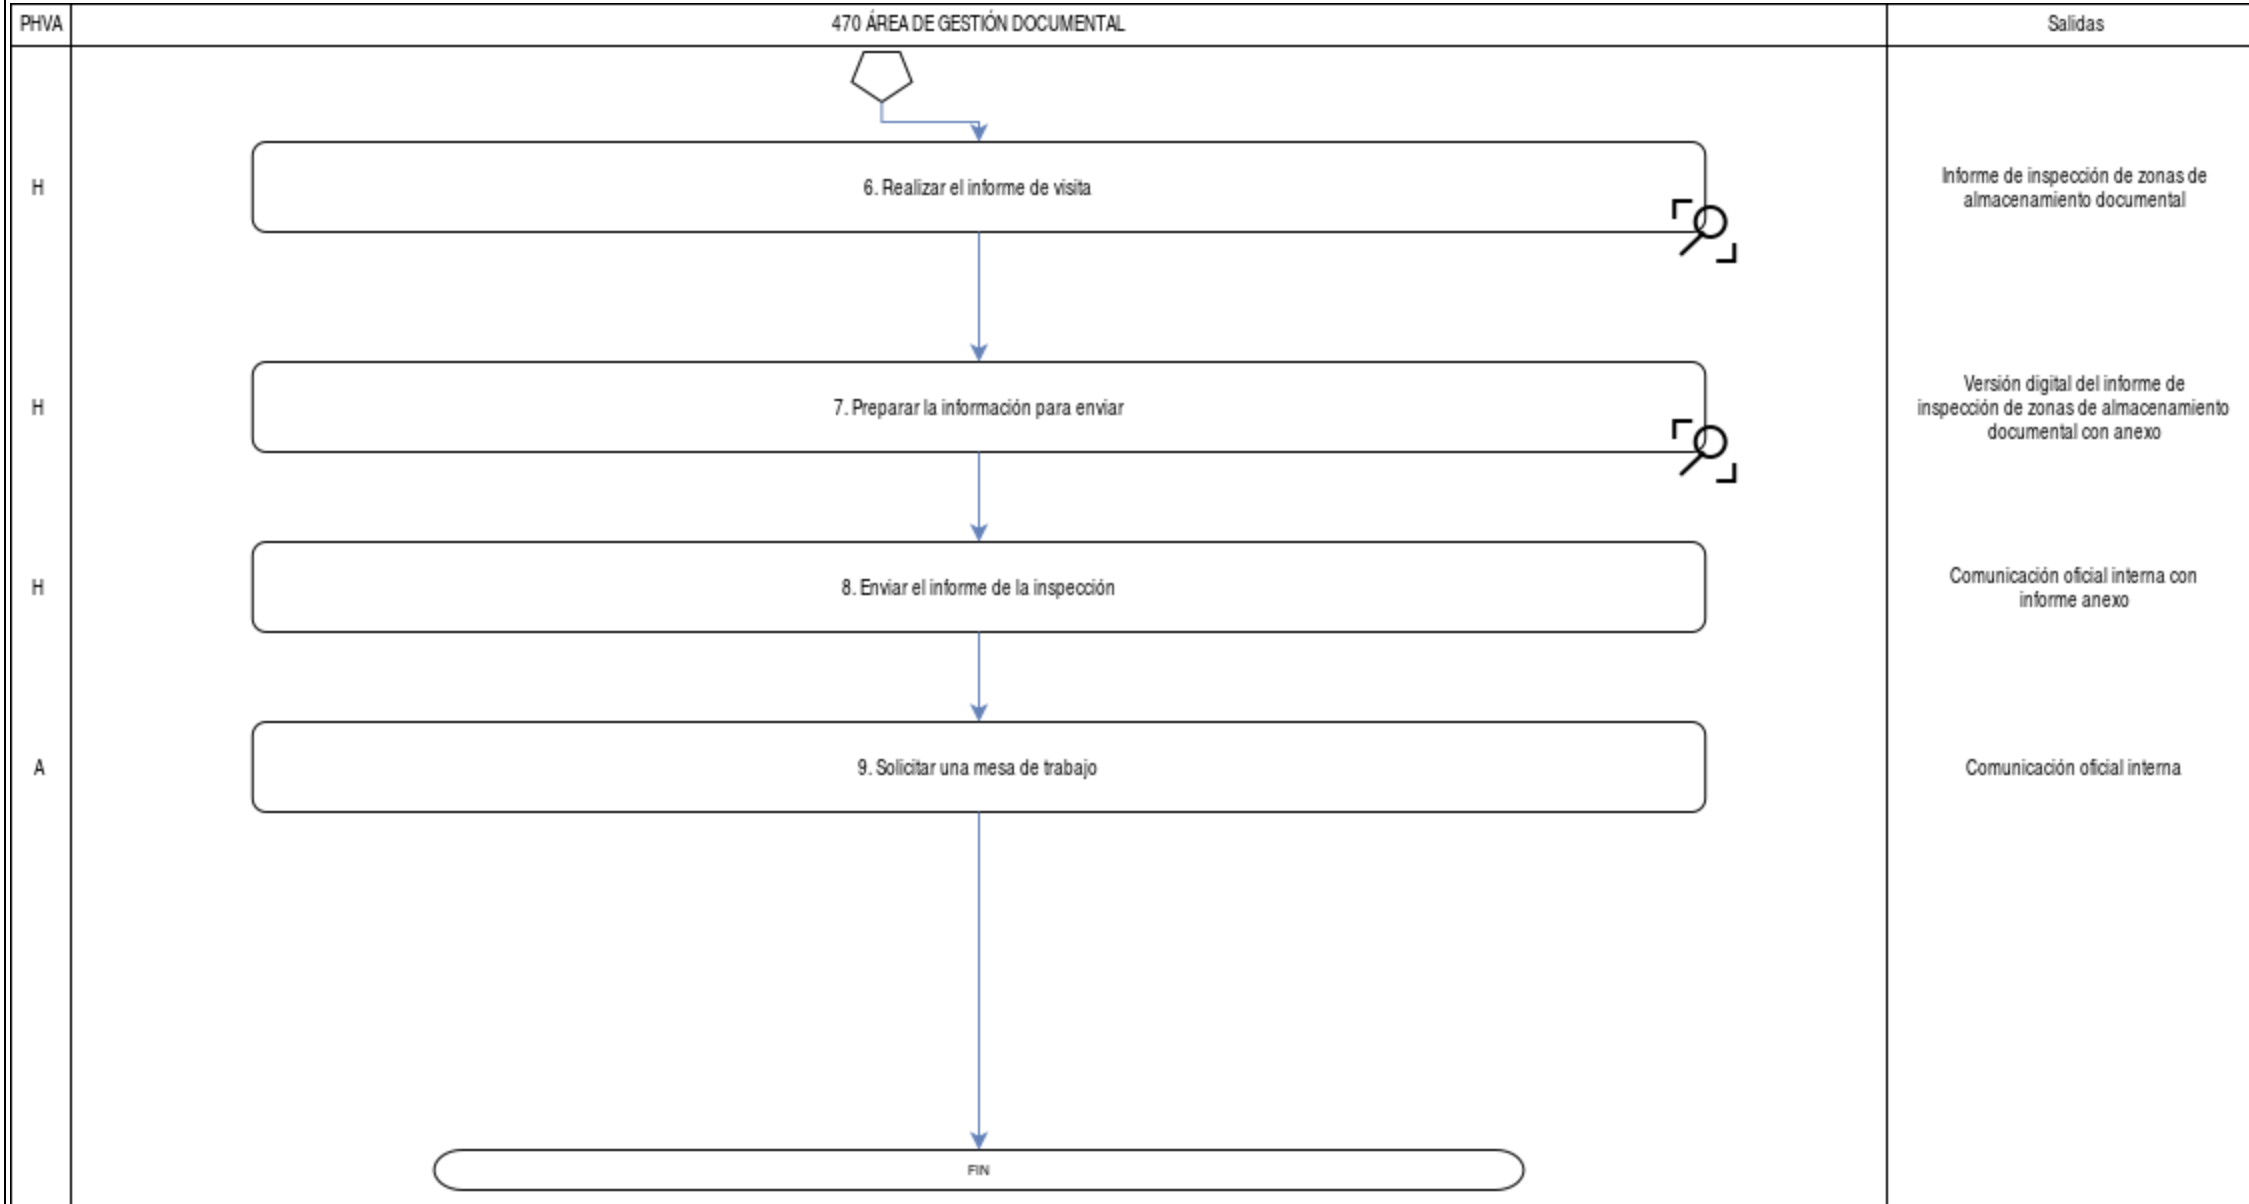 PHVA
470 ÁREA DE GESTIÓN DOCUMENTAL
Salidas
H
6. Realizar el informe de visita
Informe de inspección de zonas de
almacenamiento documental
H
7. Preparar la información para enviar
Versión digital del informe de
inspección de zonas de almacenamiento
documental con anexo
H
8. Enviar el informe de la inspección
Comunicación oficial interna con
informe anexo
A
9. Solicitar una mesa de trabajo
Comunicación oficial interna
FIN